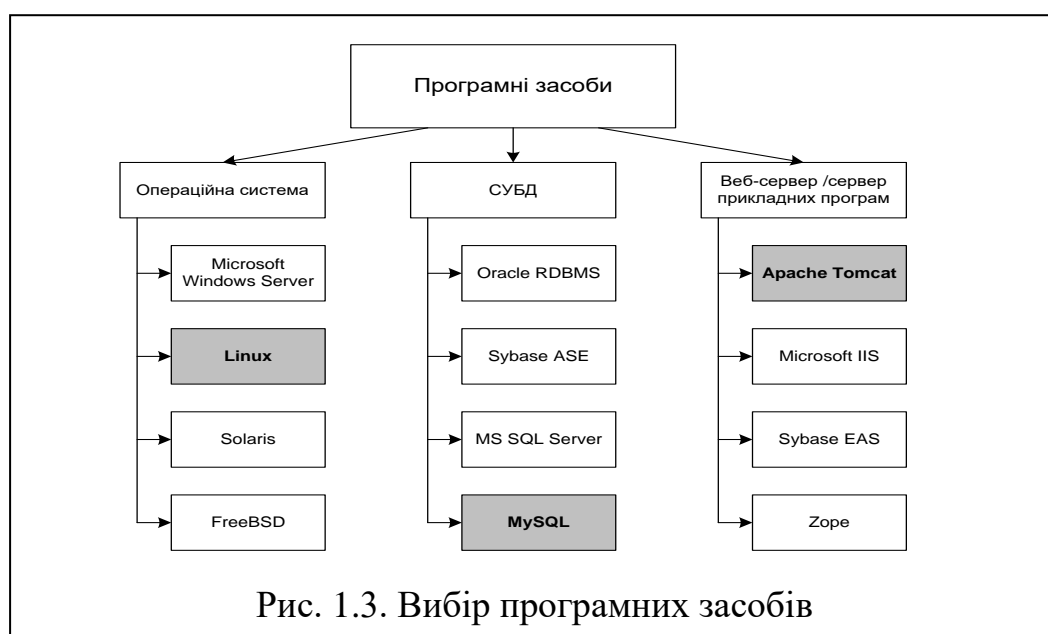 Програмні засоби
Операційна система
СУБД
Веб-сервер /сервер
прикладних програм
Microsoft
Windows Server
Oracle RDBMS
Apache Tomcat
Linux
Sybase ASE
Microsoft IIS
Solaris
MS SQL Server
Sybase EAS
FreeBSD
MySQL
Zope
Рис. 1.3. Вибір програмних засобів